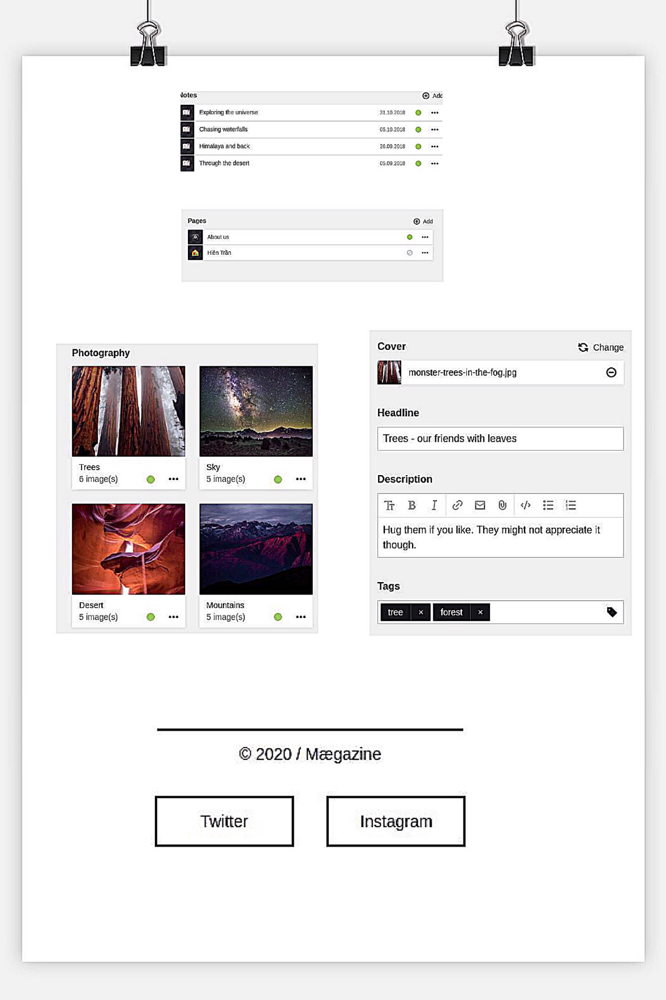 Notes
Add
Exploring the universe 31.10.2018
Chasing waterfalls 05.10.2018
Himalaya and back 26.09.2018
Through the desert 05.09.2018
Pages
Add
About us
Hiên Trần
Photography
Trees
6 image(s)
Sky
5 image(s)
Desert
5 image(s)
Mountains
5 image(s)
Cover
Change
monster-trees-in-the-fog.jpg
Headline
Trees - our friends with leaves
Description
Hug them if you like. They might not appreciate it
though.
Tags
tree × forest ×
© 2020 / Mægazine
Twitter
Instagram